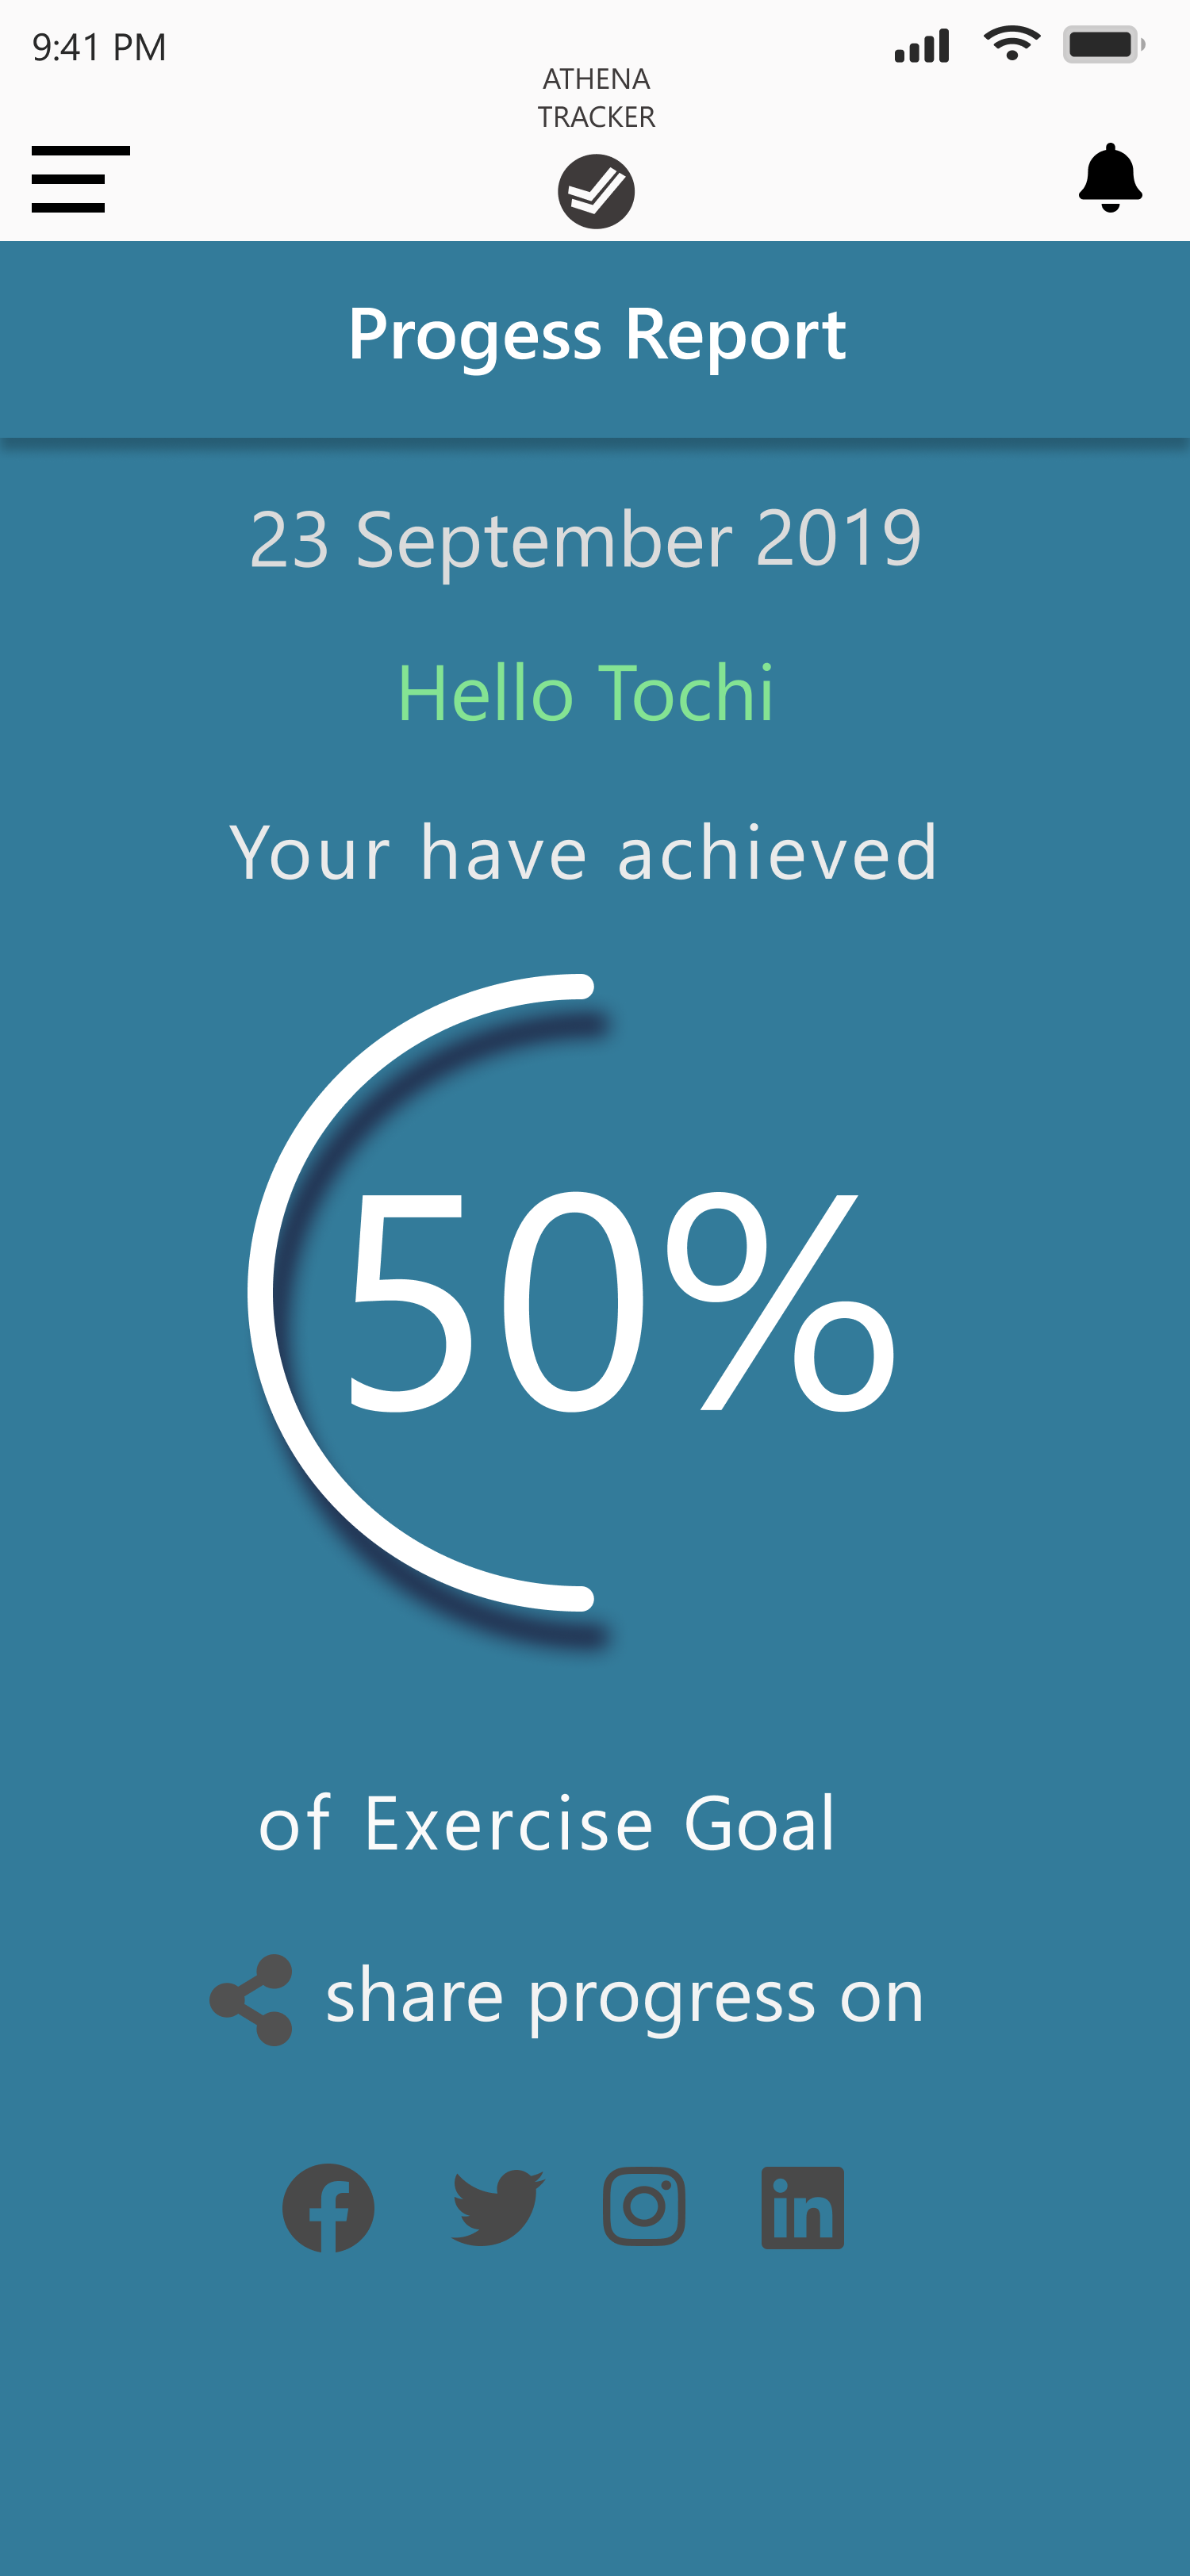 9:41 PM
ATHENA
TRACKER
Progess Report
23 September 2019
Hello Tochi
Your have achieved
50%
of Exercise Goal
share progress on